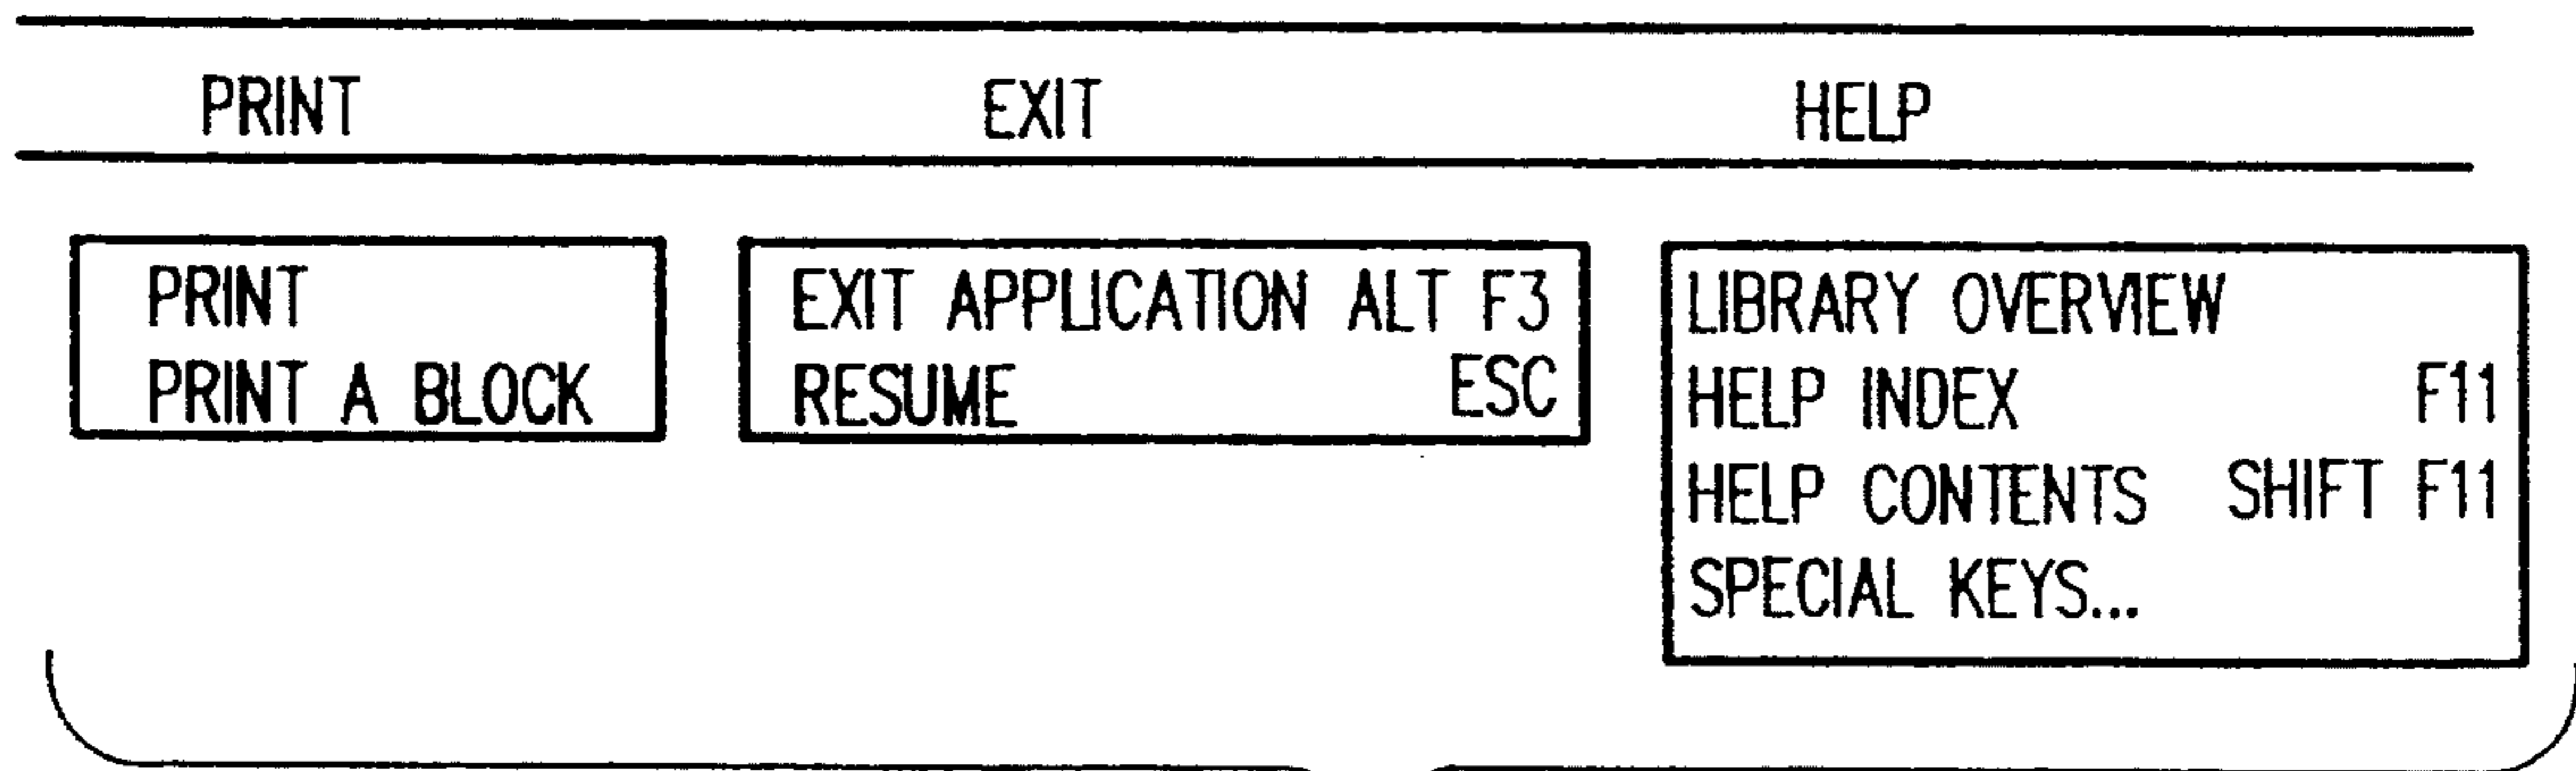 PRINT EXIT HELP
PRINT
PRINT A BLOCK
EXIT APPLICATION ALT F3
RESUME ESC
LIBRARY OVERVIEW
HELP INDEX F11
HELP CONTENTS SHIFT F11
SPECIAL KEYS...